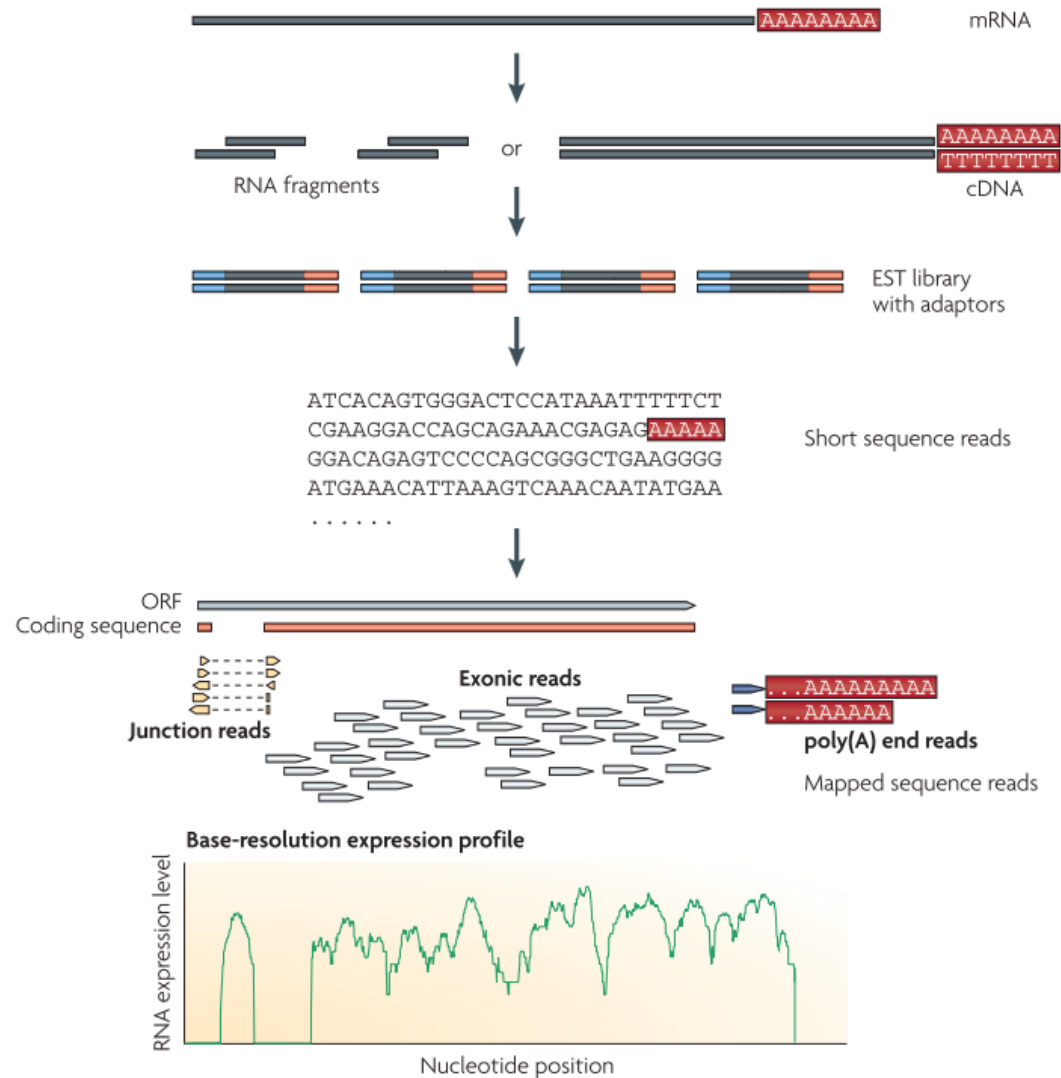 AAAAAAAA
mRNA
AAAAAAAA
or
TTTTTTTT
RNA fragments
cDNA
EST library
with adaptors
ATCACAGTGGGACTCCATAAATTTTTCT
CGAAGGACCAGCAGAAACGAGAGAAAAA
Short sequence reads
GGACAGAGTCCCCAGCGGGCTGAAGGGG
ATGAAACATTAAAGTCAAACAATATGAA
. . . . . .
ORF
Coding sequence
Exonic reads
...AAAAAAAAA
...AAAAAA
Junction reads
poly(A) end reads
Mapped sequence reads
Base-resolution expression profile
RNA expression level
Nucleotide position